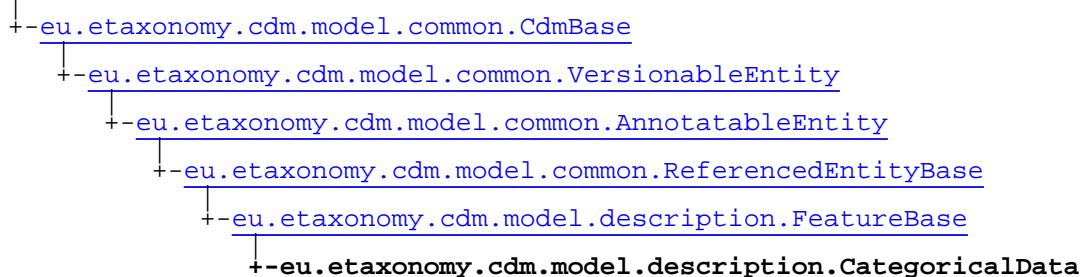 +-eu.etaxonomy.cdm.model.common.CdmBase
+-eu.etaxonomy.cdm.model.common.VersionableEntity
+-eu.etaxonomy.cdm.model.common.AnnotatableEntity
+-eu.etaxonomy.cdm.model.common.ReferencedEntityBase
+-eu.etaxonomy.cdm.model.description.FeatureBase
+-eu.etaxonomy.cdm.model.description.CategoricalData